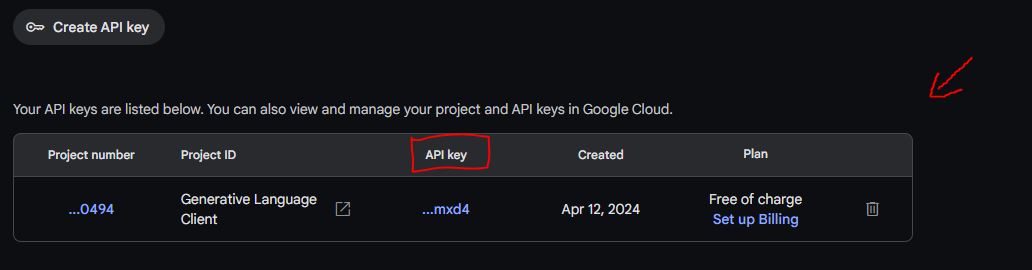 Create API key
Your API keys are listed below. You can also view and manage your project and API keys in Google Cloud.
Project number Project ID API key Created Plan
...0494 Generative Language Client ...mxd4 Apr 12, 2024 Free of charge
Set up Billing